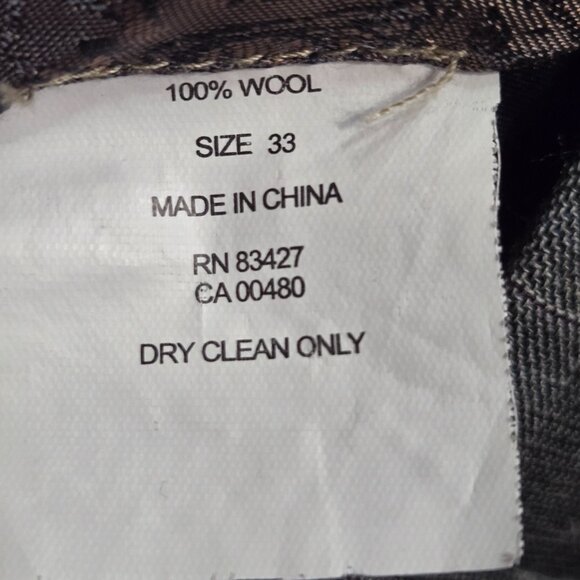 100% WOOL
SIZE 33
MADE IN CHINA
RN 83427
CA 00480
DRY CLEAN ONLY